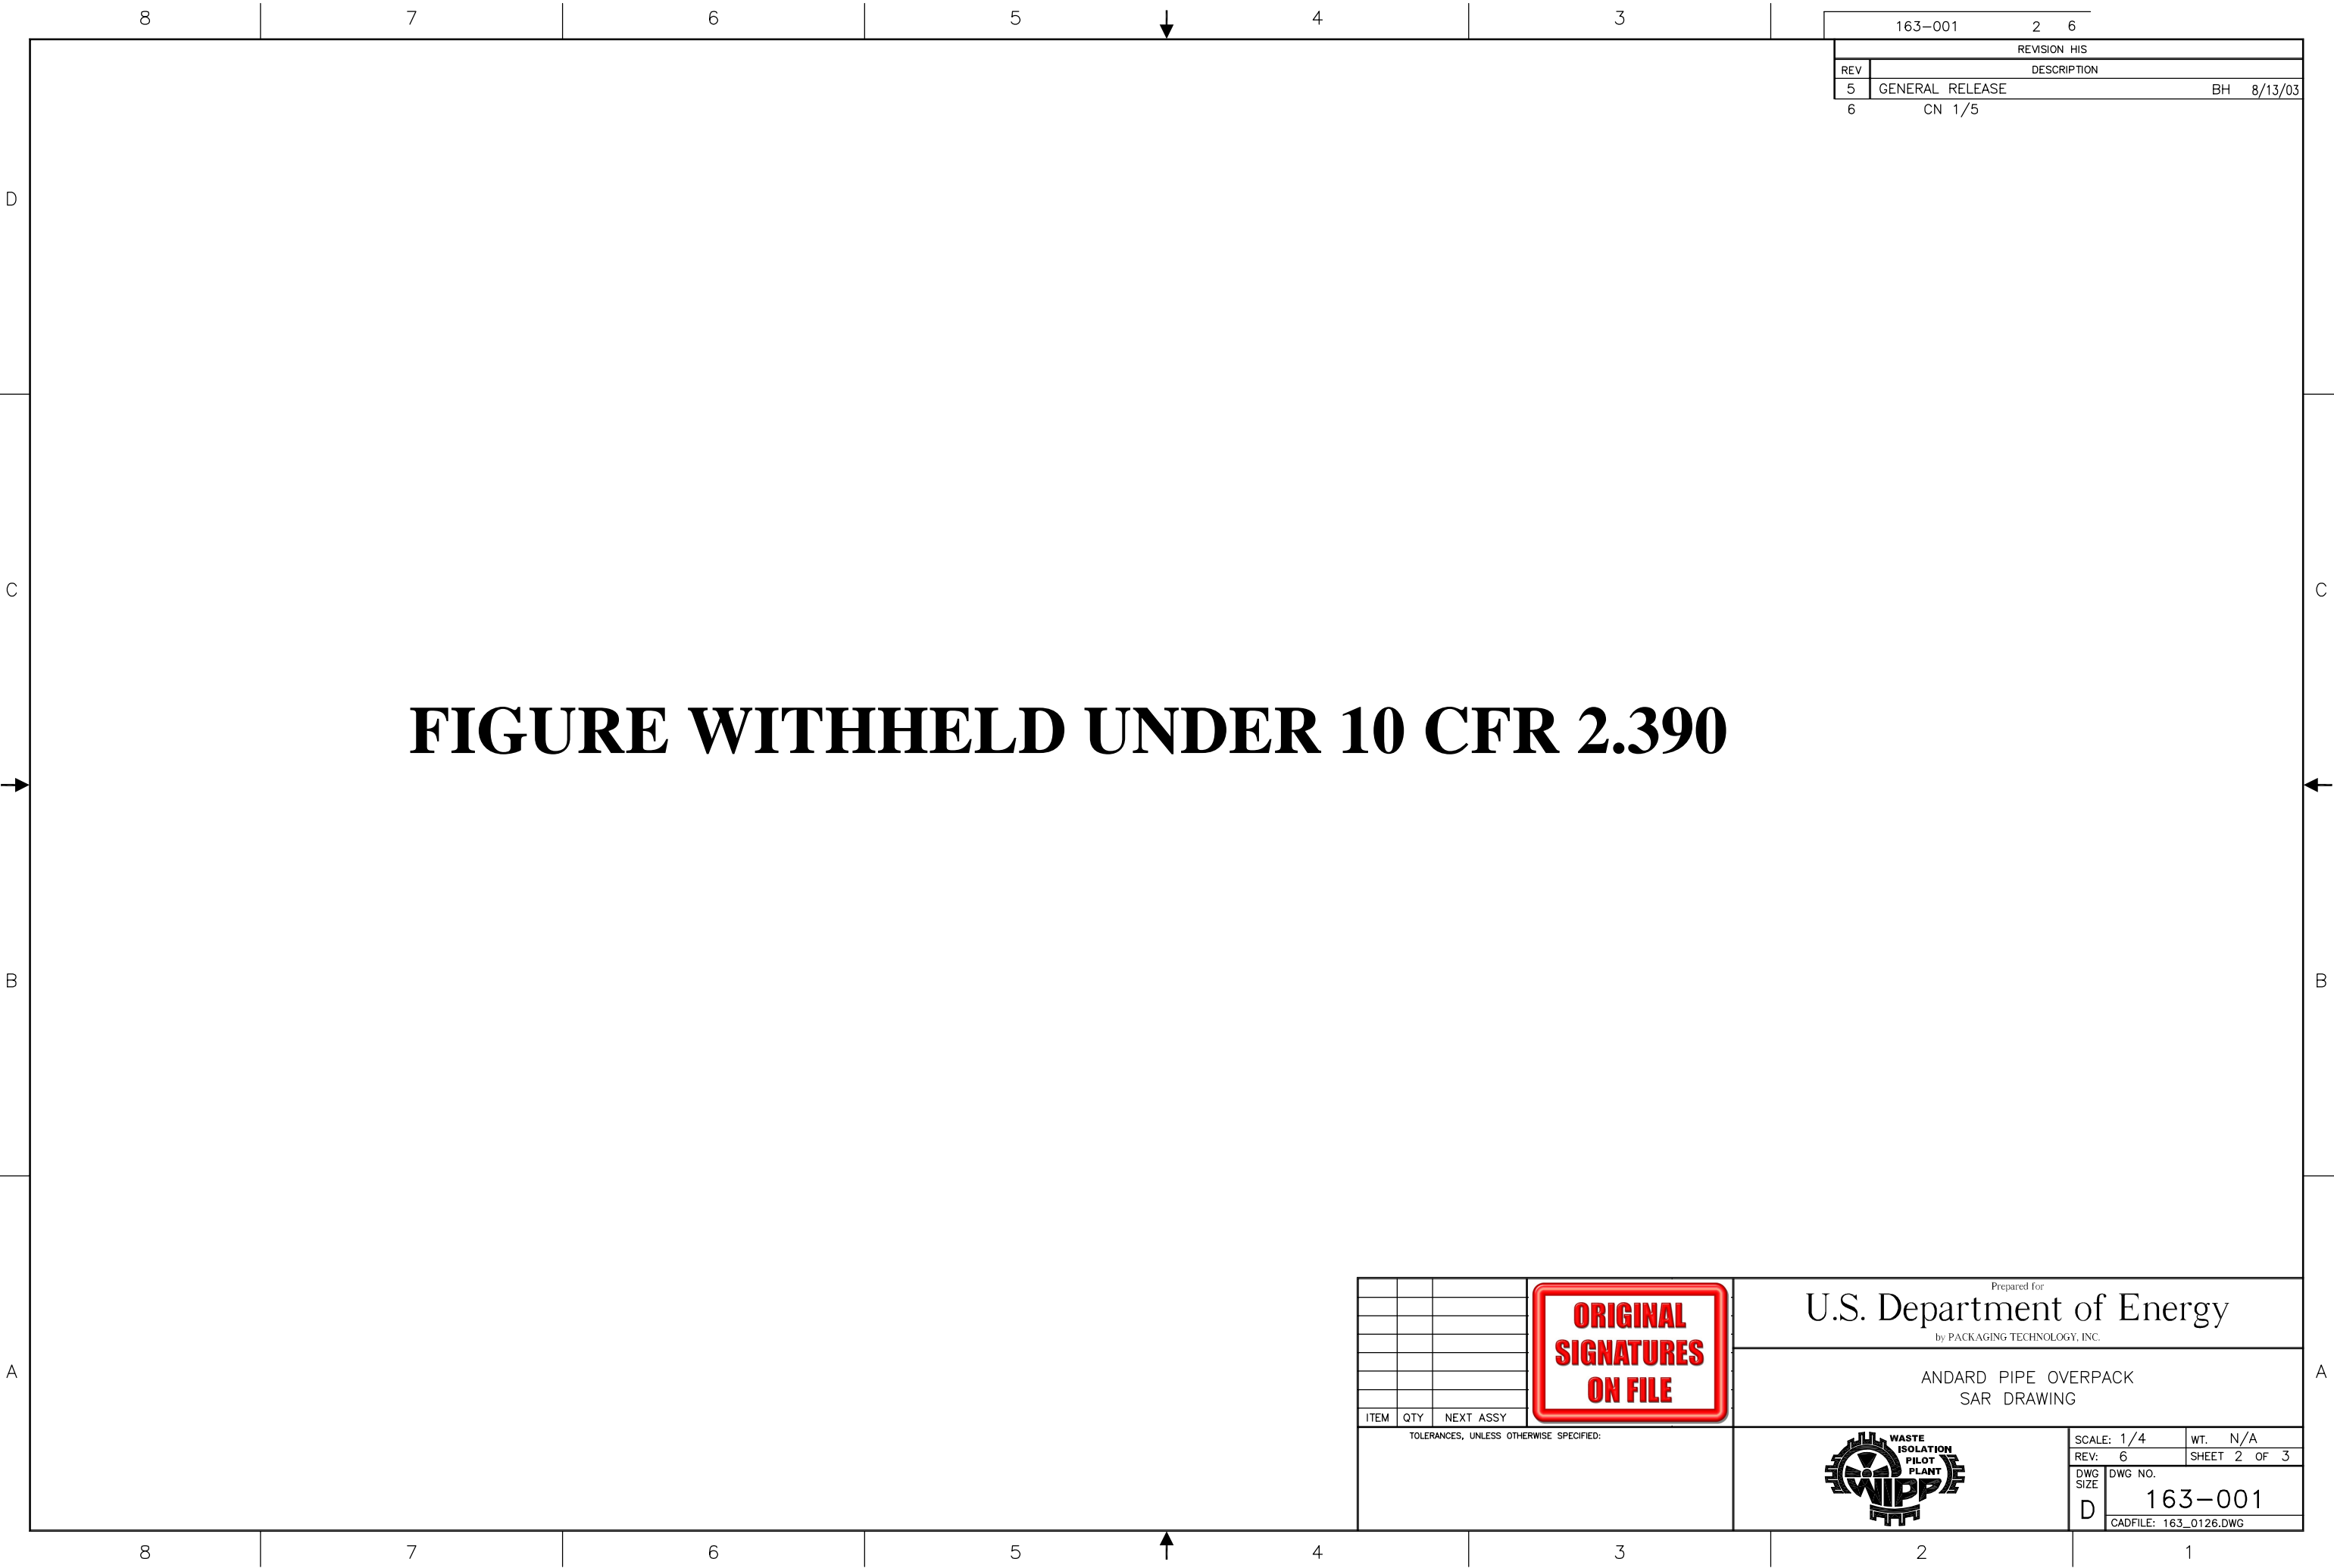 8 7 6 5 4 3
163-001 2 6
REVISION HIS
REV DESCRIPTION
5 GENERAL RELEASE BH 8/13/03
6 CN 1/5
D
C C
FIGURE WITHHELD UNDER 10 CFR 2.390
B B
A A
ORIGINAL
SIGNATURES
ON FILE
ITEM QTY NEXT ASSY
TOLERANCES, UNLESS OTHERWISE SPECIFIED:
Prepared for
U.S. Department of Energy
by PACKAGING TECHNOLOGY, INC.
ANDARD PIPE OVERPACK
SAR DRAWING
WASTE
ISOLATION
PILOT
PLANT
WIPP
SCALE: 1/4 WT. N/A
REV: 6 SHEET 2 OF 3
DWG SIZE D
DWG NO.
163-001
CADFILE: 163_0126.DWG
8 7 6 5 4 3 2 1